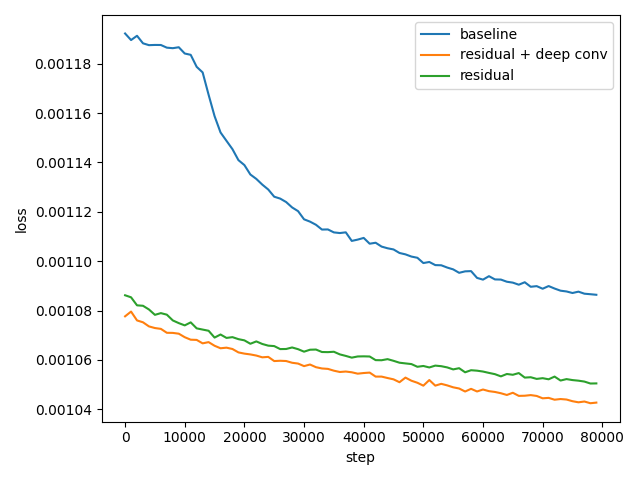 baseline
residual + deep conv
residual
loss
0.00118
0.00116
0.00114
0.00112
0.00110
0.00108
0.00106
0.00104
0 10000 20000 30000 40000 50000 60000 70000 80000
step